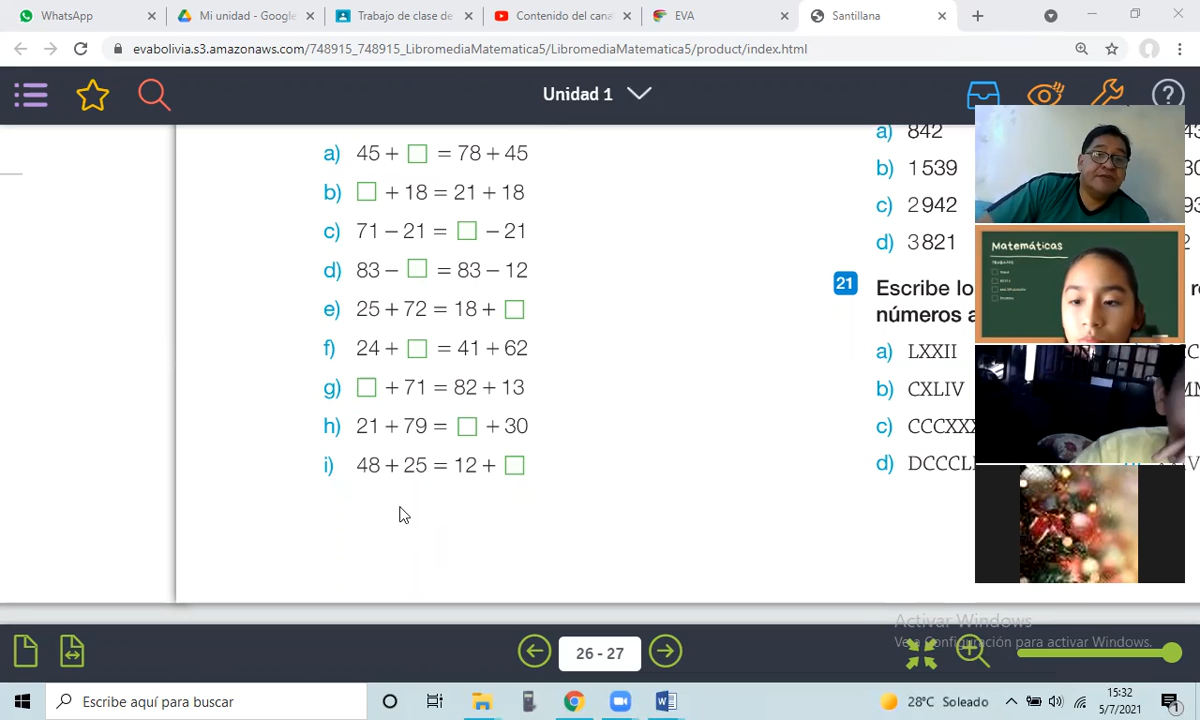 WhatsApp
Mi unidad - Google
Trabajo de clase de
Contenido del cana
EVA
Santillana
evabolivia.s3.amazonaws.com/748915_748915_LibromediaMatematica5/LibromediaMatematica5/product/index.html
Unidad 1
a) 45 + □ = 78 + 45
b) □ + 18 = 21 + 18
c) 71 − 21 = □ − 21
d) 83 − □ = 83 − 12
e) 25 + 72 = 18 + □
f) 24 + □ = 41 + 62
g) □ + 71 = 82 + 13
h) 21 + 79 = □ + 30
i) 48 + 25 = 12 + □
a) 842
b) 1 539
c) 2 942
d) 3 821
21 Escribe lo
números a
a) LXXII
b) CXLIV
c) CCCXXX
d) DCCCLI
Matemáticas
Activar Windows
Ve a Configuración para activar Windows.
26 - 27
Escribe aquí para buscar
28°C Soleado
15:32
5/7/2021
1